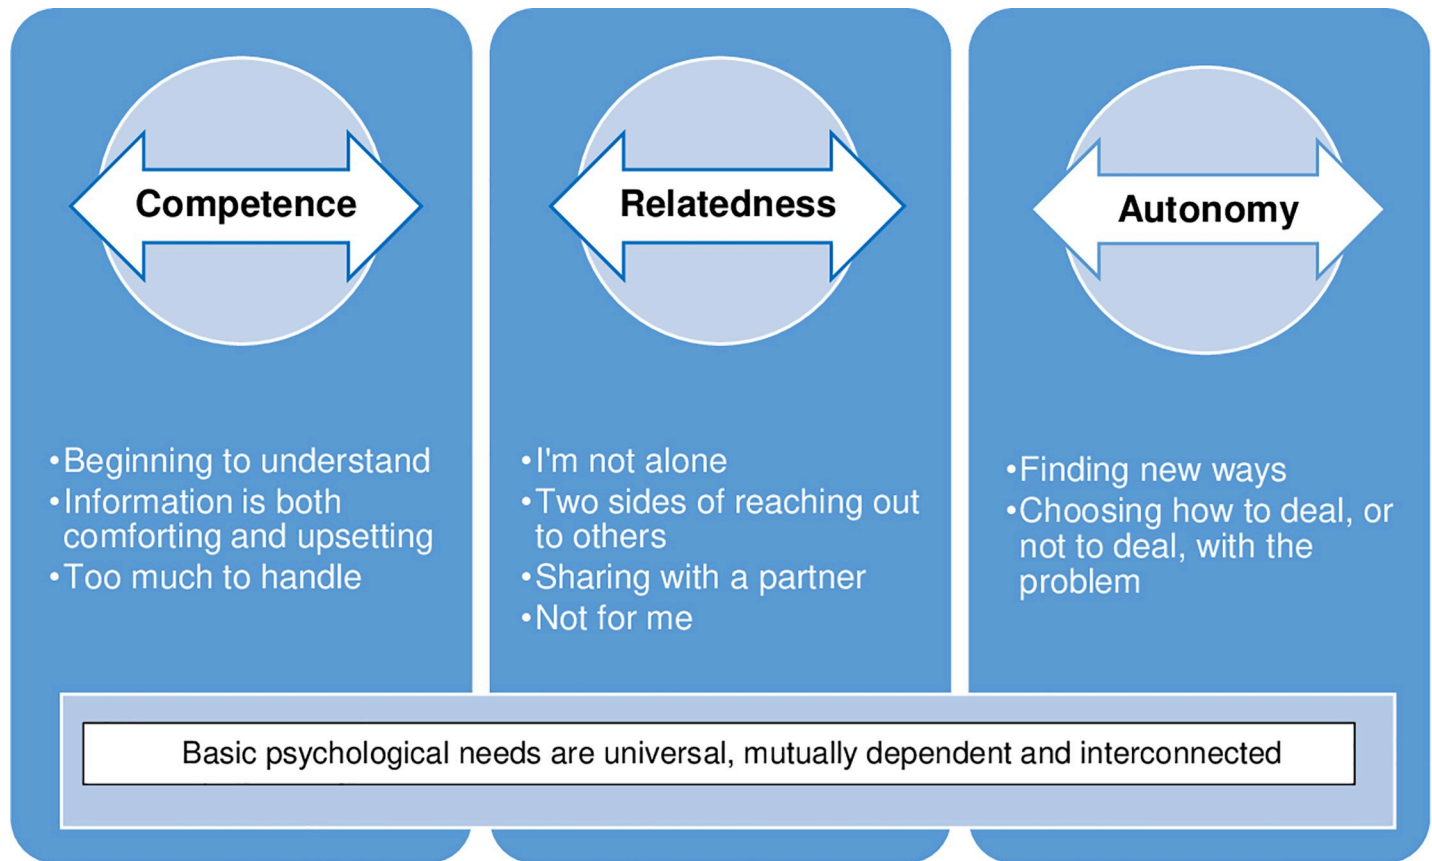 Competence
•Beginning to understand
•Information is both
comforting and upsetting
•Too much to handle
Relatedness
•I'm not alone
•Two sides of reaching out
to others
•Sharing with a partner
•Not for me
Autonomy
•Finding new ways
•Choosing how to deal, or
not to deal, with the
problem
Basic psychological needs are universal, mutually dependent and interconnected